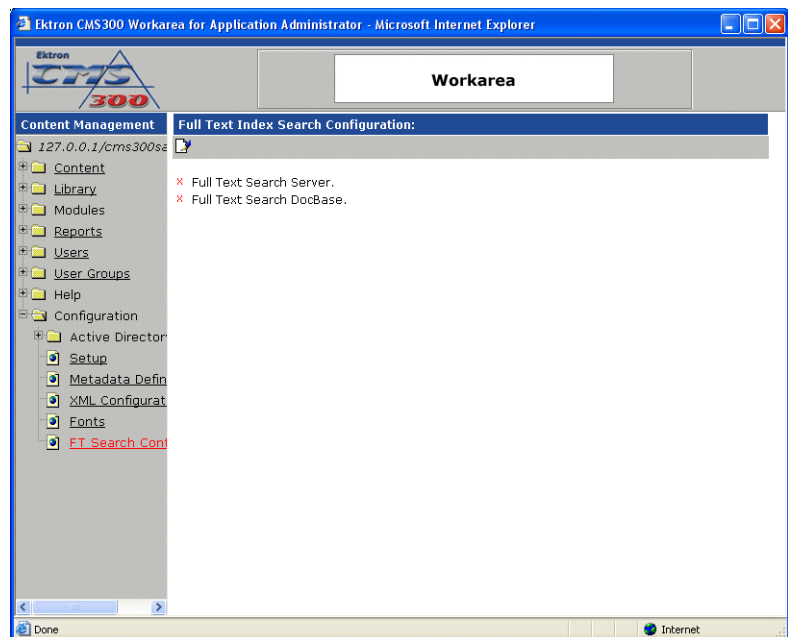 Ektron CMS300 Workarea for Application Administrator - Microsoft Internet Explorer
Ektron
CMS
300
Workarea
Content Management
Full Text Index Search Configuration:
127.0.0.1/cms300sa
Content
Library
Modules
Reports
Users
User Groups
Help
Configuration
Active Director
Setup
Metadata Defin
XML Configurat
Fonts
FT Search Conf
x Full Text Search Server.
x Full Text Search DocBase.
Done
Internet